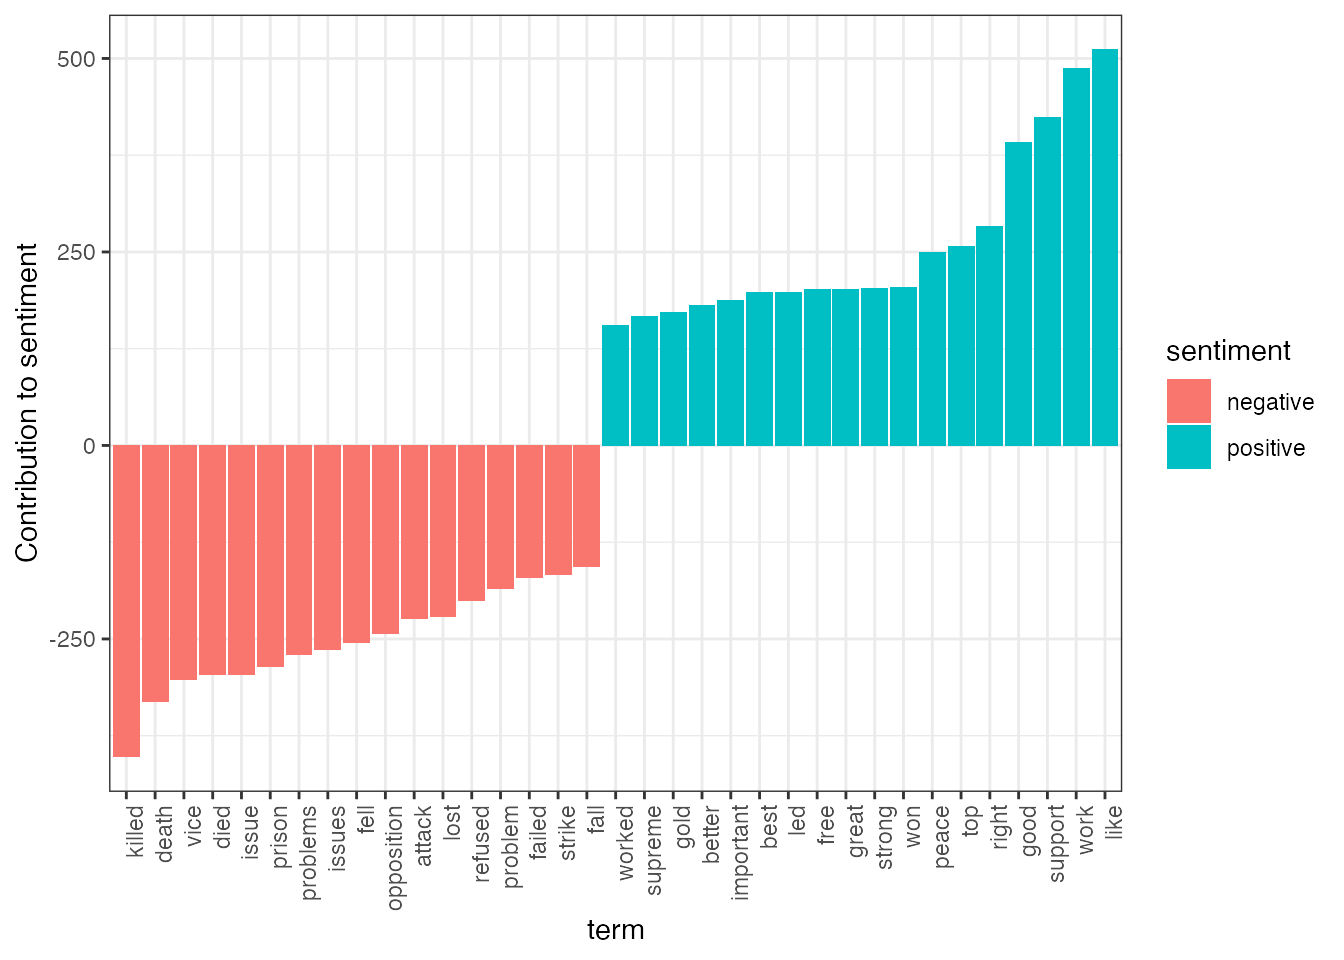 Contribution to sentiment
500
250
0
-250
killed
death
vice
died
issue
prison
problems
issues
fell
opposition
attack
lost
refused
problem
failed
strike
fall
worked
supreme
gold
better
important
best
led
free
great
strong
won
peace
top
right
good
support
work
like
term
sentiment
negative
positive